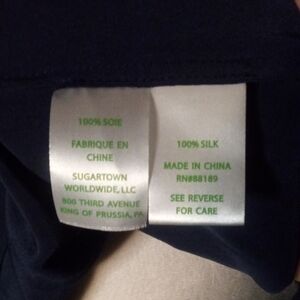 100% SOIE
FABRIQUE EN
CHINE
SUGARTOWN
WORLDWIDE, LLC
800 THIRD AVENUE
KING OF PRUSSIA, PA
100% SILK
MADE IN CHINA
RN#88189
SEE REVERSE
FOR CARE